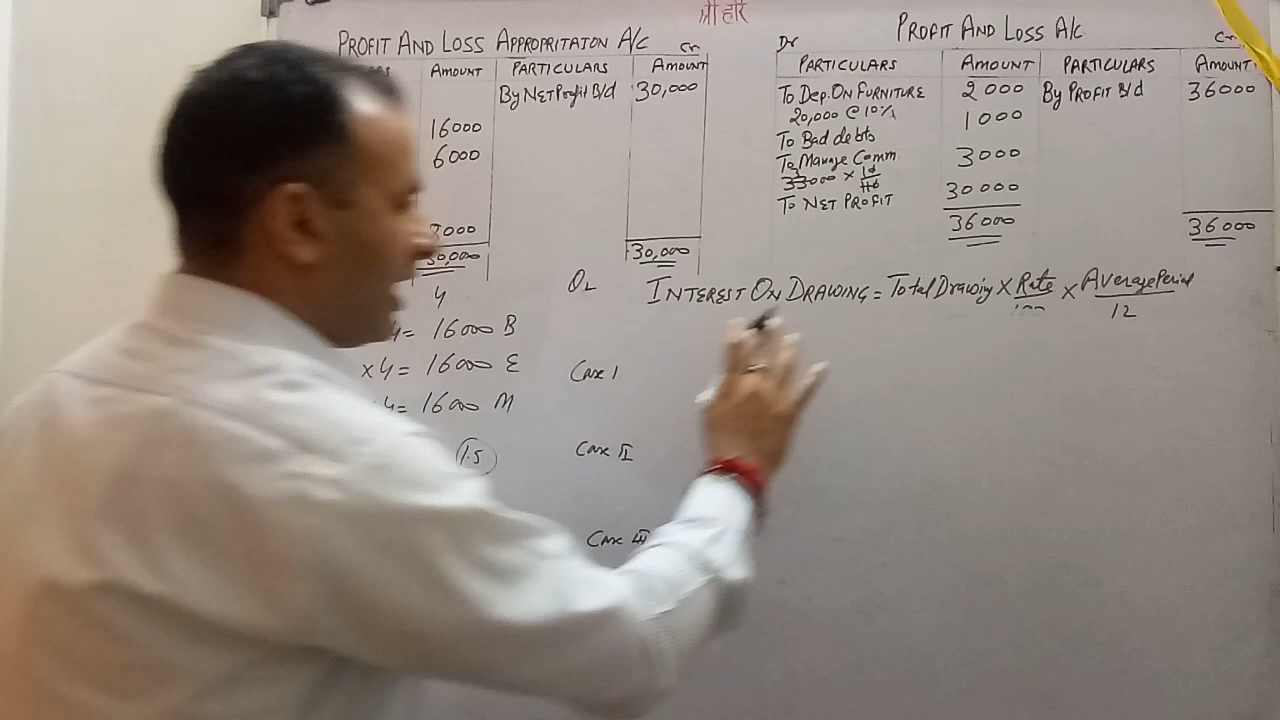 श्री हरि
PROFIT AND LOSS APPROPRITATON A/C
Cr
AMOUNT PARTICULARS AMOUNT
By NET Profit B/d 30,000
16000
6000
30,000
30,000
Dr PROFIT AND LOSS A/C Cr
PARTICULARS AMOUNT PARTICULARS AMOUNT
To Dep. ON FURNITURE 2000 By PROFIT B/d 36000
20,000 @ 10%
1000
To Bad debts
To Manage Comm 3000
33000 × 10/110
To NET PROFIT 30000
36000 36000
4
Or INTEREST ON DRAWING = Total Drawing × Rate/100 × AVERAGE Period/12
4= 16000 B
x 4= 16000 E
4= 16000 M
1.5
Case I
Case II
Case III